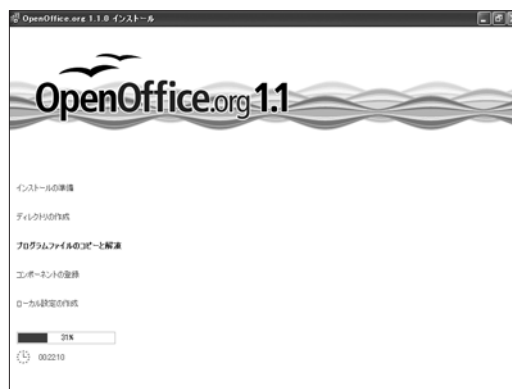 OpenOffice.org 1.1.0 インストール
OpenOffice.org 1.1
インストールの準備
ディレクトリの作成
プログラムファイルのコピーと解凍
コンポーネントの登録
ローカル設定の作成
31%
00:22:10